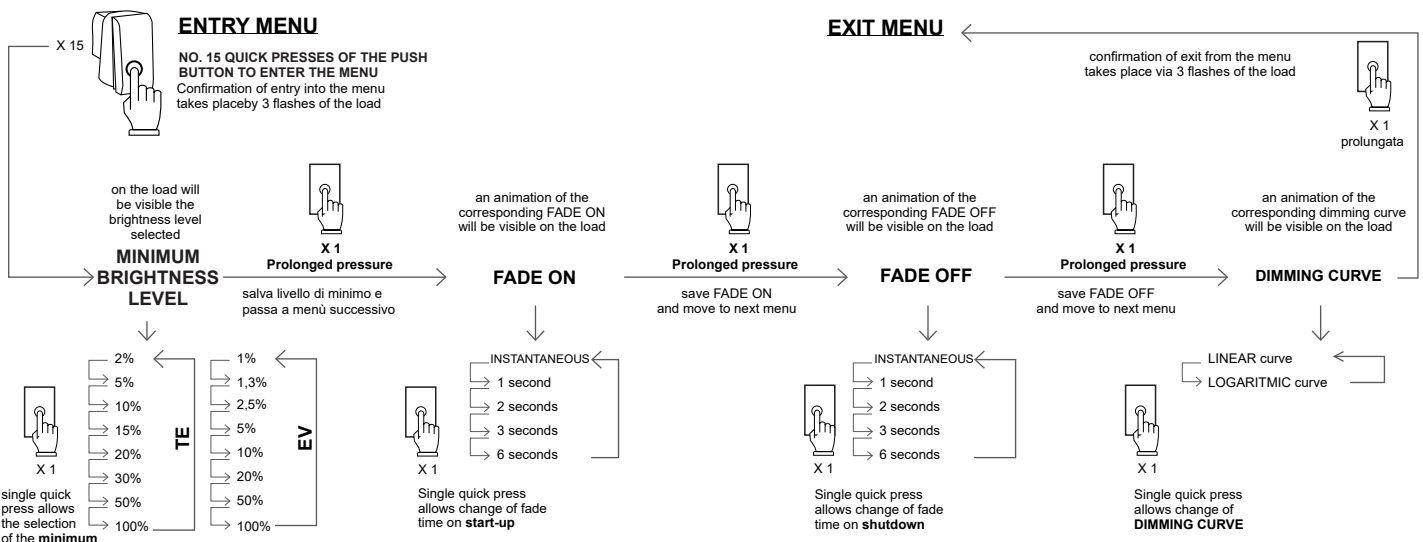 ENTRY MENU
X 15
NO. 15 QUICK PRESSES OF THE PUSH
BUTTON TO ENTER THE MENU
Confirmation of entry into the menu
takes placeby 3 flashes of the load
EXIT MENU
confirmation of exit from the menu
takes place via 3 flashes of the load
X 1
prolungata
on the load will
be visible the
brightness level
selected
MINIMUM
BRIGHTNESS
LEVEL
X 1
Prolonged pressure
salva livello di minimo e
passa a menù successivo
an animation of the
corresponding FADE ON
will be visible on the load
FADE ON
X 1
Prolonged pressure
save FADE ON
and move to next menu
an animation of the
corresponding FADE OFF
will be visible on the load
FADE OFF
X 1
Prolonged pressure
save FADE OFF
and move to next menu
an animation of the
corresponding dimming curve
will be visible on the load
DIMMING CURVE
X 1
single quick
press allows
the selection
of the minimum
2%
5%
10%
15%
20%
30%
50%
100%
TE
1%
1,3%
2,5%
5%
10%
20%
50%
100%
EV
X 1
Single quick press
allows change of fade
time on start-up
INSTANTANEOUS
1 second
2 seconds
3 seconds
6 seconds
X 1
Single quick press
allows change of fade
time on shutdown
INSTANTANEOUS
1 second
2 seconds
3 seconds
6 seconds
X 1
Single quick press
allows change of
DIMMING CURVE
LINEAR curve
LOGARITMIC curve